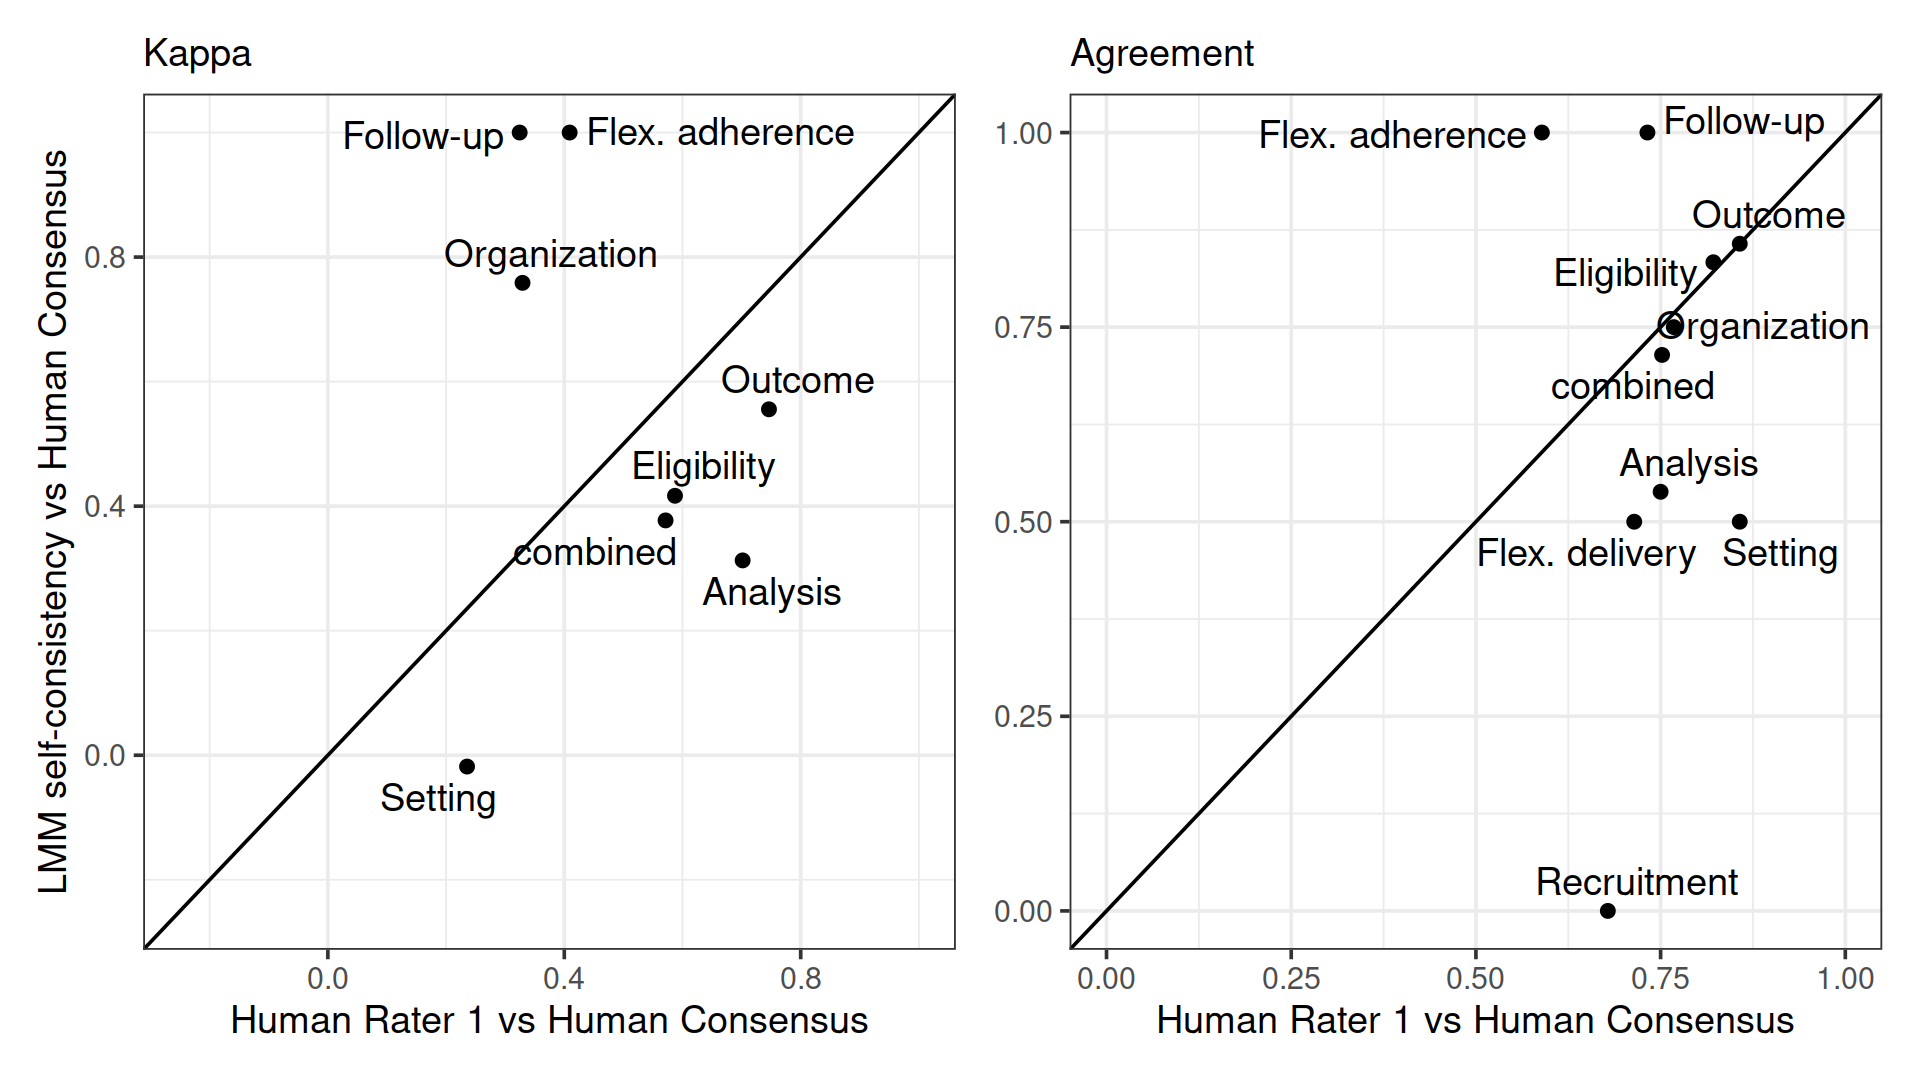 Kappa
LMM self-consistency vs Human Consensus
0.8
0.4
0.0
Follow-up
Flex. adherence
Organization
Outcome
Eligibility
combined
Analysis
Setting
0.0
0.4
0.8
Human Rater 1 vs Human Consensus
Agreement
1.00
0.75
0.50
0.25
0.00
Flex. adherence
Follow-up
Outcome
Eligibility
Organization
combined
Analysis
Flex. delivery
Setting
Recruitment
0.00
0.25
0.50
0.75
1.00
Human Rater 1 vs Human Consensus